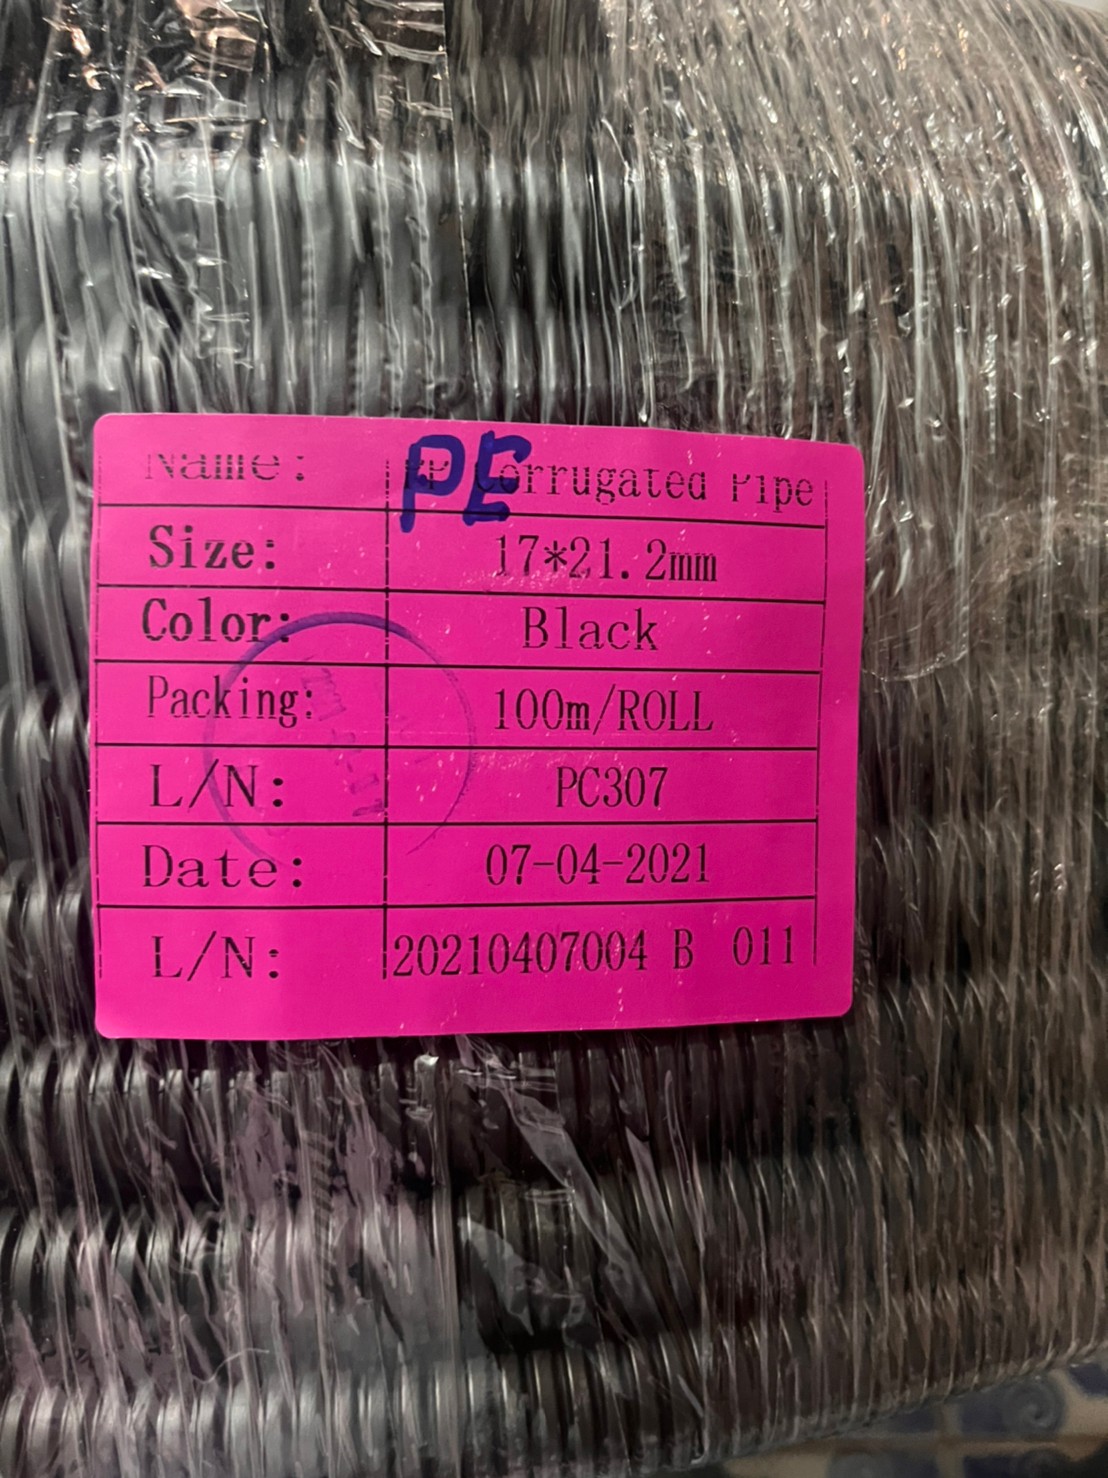 Name: PE Corrugated Pipe
Size: 17*21.2mm
Color: Black
Packing: 100m/ROLL
L/N: PC307
Date: 07-04-2021
L/N: 20210407004 B 011